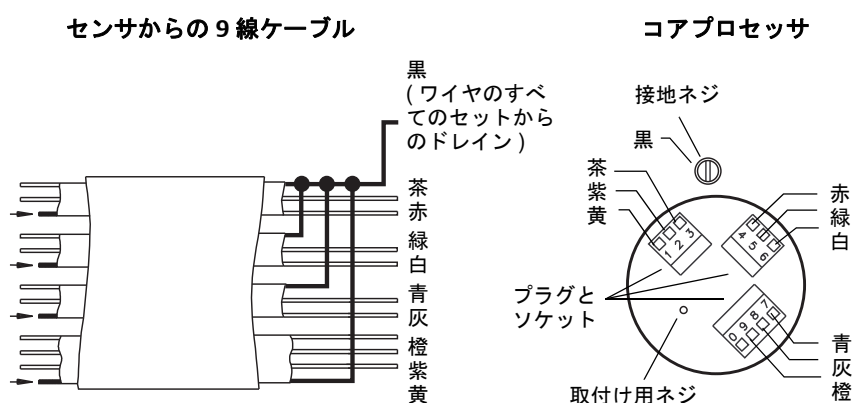 センサからの 9 線ケーブル
黒
( ワイヤのすべ
てのセットから
のドレイン )
茶
赤
緑
白
青
灰
橙
紫
黄
コアプロセッサ
接地ネジ
黒
茶
紫
黄
1 2 3
赤
緑
白
4 5 6
プラグと
ソケット
0 9 8 7
青
灰
橙
取付け用ネジ